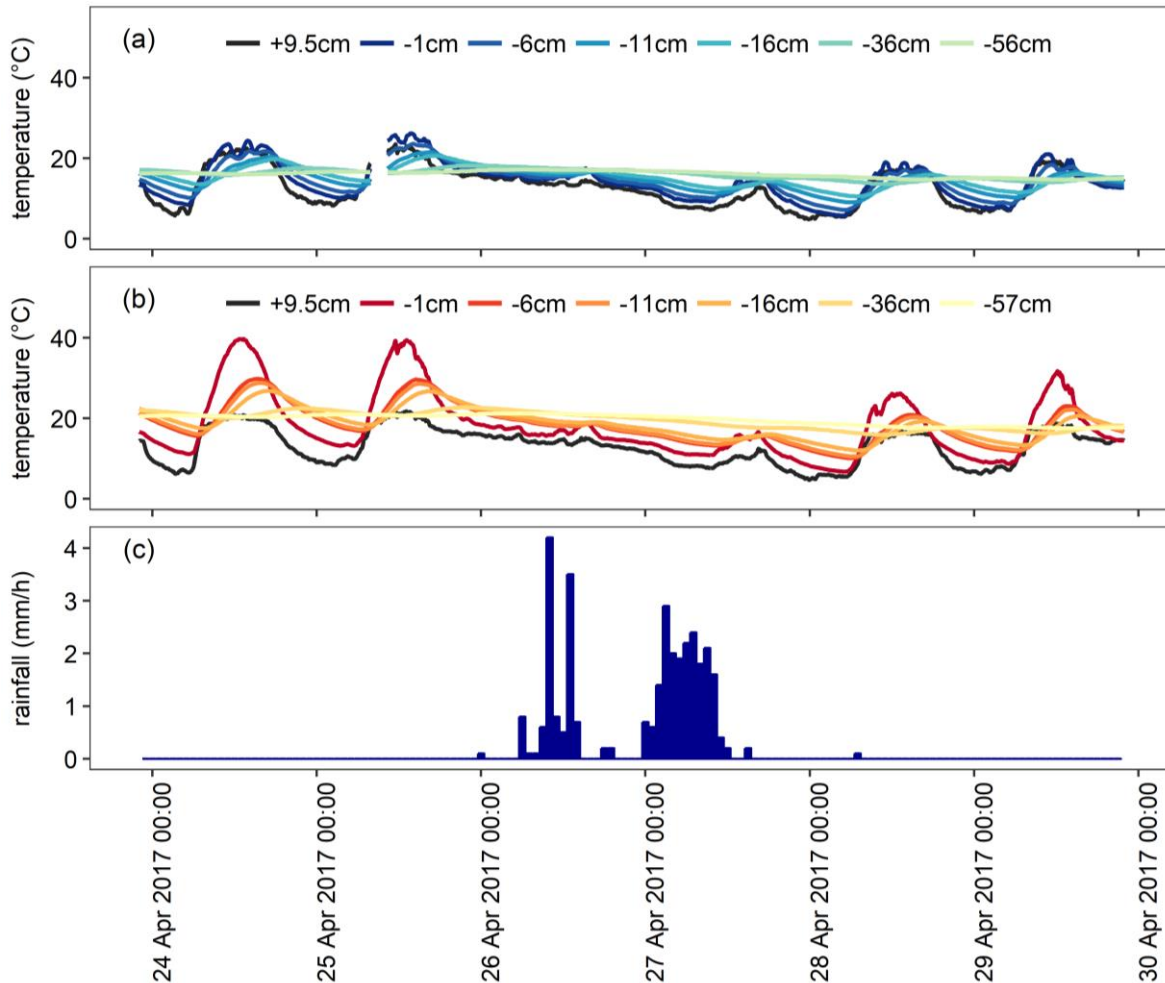 (a) +9.5cm -1cm -6cm -11cm -16cm -36cm -56cm
temperature (°C)
40
20
0
(b) +9.5cm -1cm -6cm -11cm -16cm -36cm -57cm
temperature (°C)
40
20
0
(c)
rainfall (mm/h)
4
3
2
1
0
24 Apr 2017 00:00
25 Apr 2017 00:00
26 Apr 2017 00:00
27 Apr 2017 00:00
28 Apr 2017 00:00
29 Apr 2017 00:00
30 Apr 2017 00:00